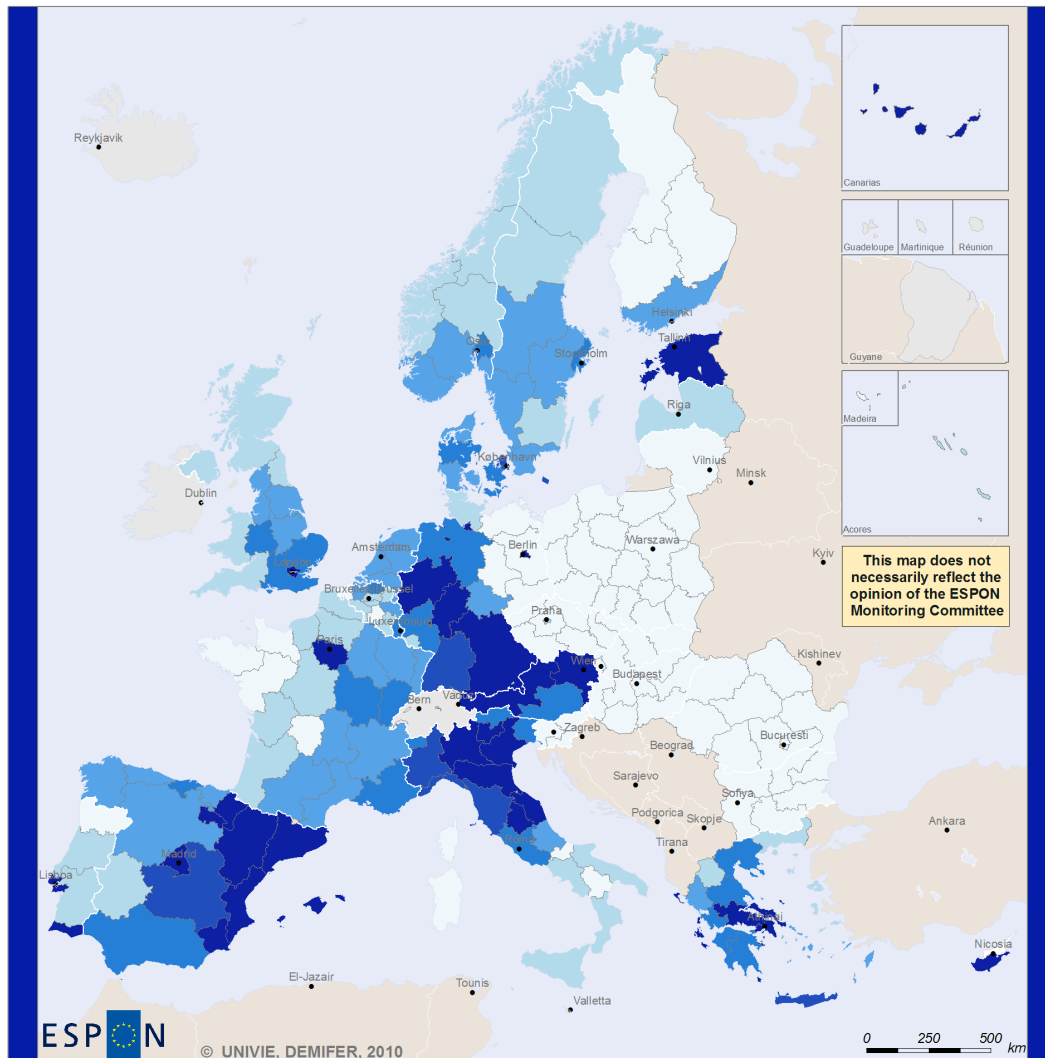 Reykjavik
Canarias
Guadeloupe
Martinique
Réunion
Guyane
Helsinki
Tallinn
Oslo
Stockholm
Riga
Madeira
København
Vilnius
Minsk
Dublin
Acores
Amsterdam
Berlin
Warszawa
London
Kyiv
This map does not
necessarily reflect the
opinion of the ESPON
Monitoring Committee
Praha
Luxembourg
Paris
Kishinev
Wien
Budapest
Bern
Vaduz
Zagreb
Bucuresti
Beograd
Sarajevo
Sofiya
Podgorica
Skopje
Ankara
Tirana
Roma
Madrid
Lisboa
Athinai
Nicosia
El-Jazair
Tounis
Valletta
ESPON
© UNIVIE, DEMIFER, 2010
0 250 500
km